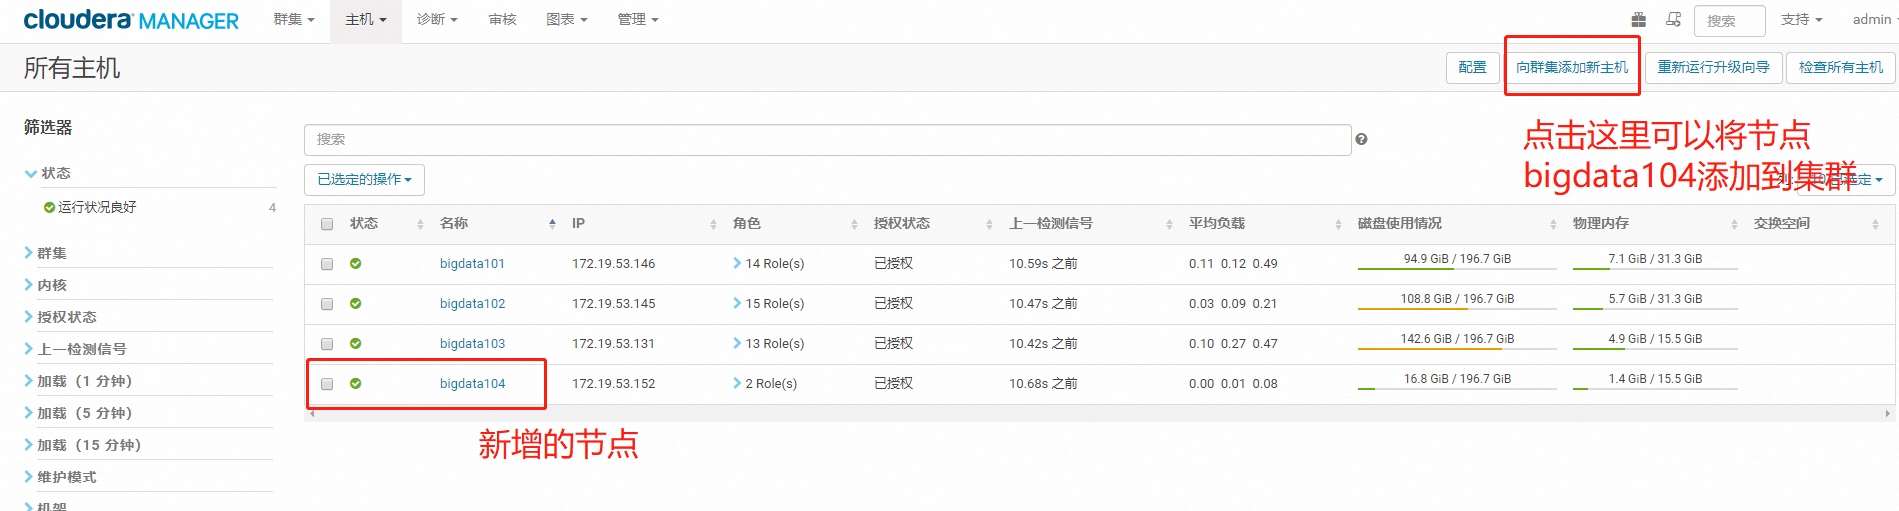 cloudera MANAGER 群集 主机 诊断 审核 图表 管理 搜索 支持 admin
所有主机 配置 向群集添加新主机 重新运行升级向导 检查所有主机
筛选器
状态
运行状况良好 4
群集
内核
授权状态
上一检测信号
加载（1 分钟）
加载（5 分钟）
加载（15 分钟）
维护模式
机架
搜索
已选定的操作
点击这里可以将节点
bigdata104添加到集群
状态 名称 IP 角色 授权状态 上一检测信号 平均负载 磁盘使用情况 物理内存 交换空间
bigdata101 172.19.53.146 14 Role(s) 已授权 10.59s 之前 0.11 0.12 0.49 94.9 GiB / 196.7 GiB 7.1 GiB / 31.3 GiB
bigdata102 172.19.53.145 15 Role(s) 已授权 10.47s 之前 0.03 0.09 0.21 108.8 GiB / 196.7 GiB 5.7 GiB / 31.3 GiB
bigdata103 172.19.53.131 13 Role(s) 已授权 10.42s 之前 0.10 0.27 0.47 142.6 GiB / 196.7 GiB 4.9 GiB / 15.5 GiB
bigdata104 172.19.53.152 2 Role(s) 已授权 10.68s 之前 0.00 0.01 0.08 16.8 GiB / 196.7 GiB 1.4 GiB / 15.5 GiB
新增的节点